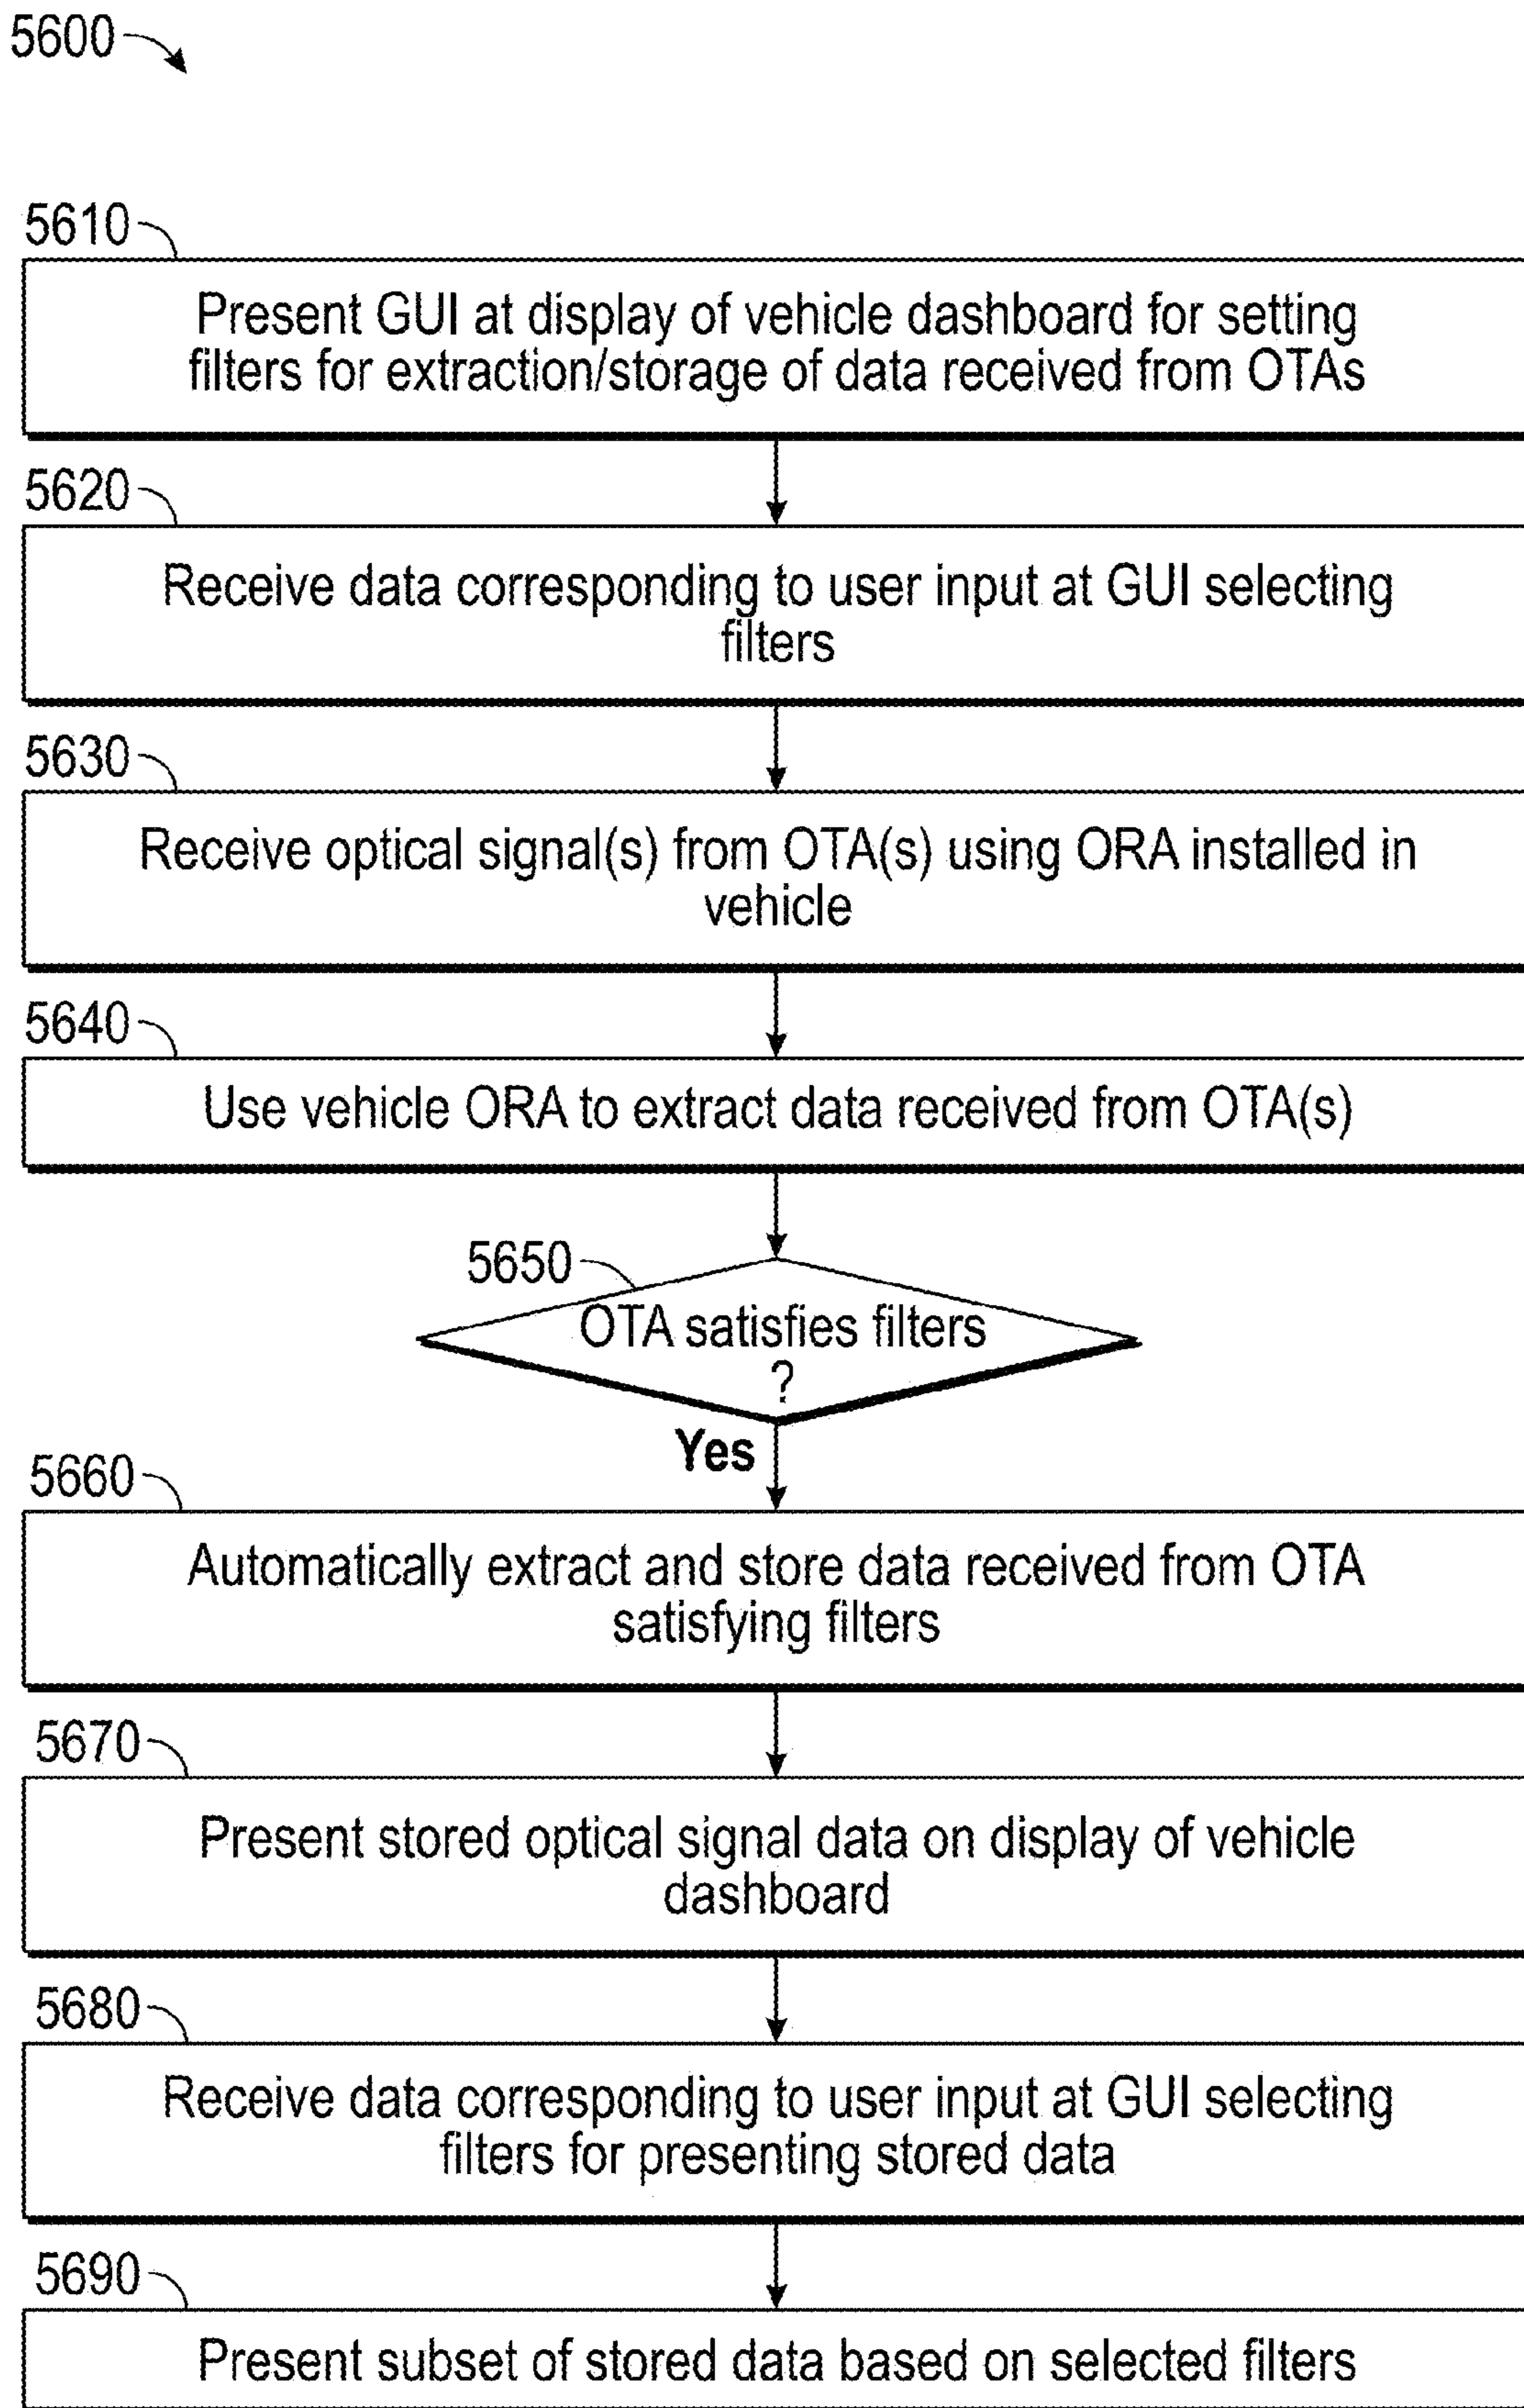 5600
5610
Present GUI at display of vehicle dashboard for setting
filters for extraction/storage of data received from OTAs
5620
Receive data corresponding to user input at GUI selecting
filters
5630
Receive optical signal(s) from OTA(s) using ORA installed in
vehicle
5640
Use vehicle ORA to extract data received from OTA(s)
5650
OTA satisfies filters
?
Yes
5660
Automatically extract and store data received from OTA
satisfying filters
5670
Present stored optical signal data on display of vehicle
dashboard
5680
Receive data corresponding to user input at GUI selecting
filters for presenting stored data
5690
Present subset of stored data based on selected filters